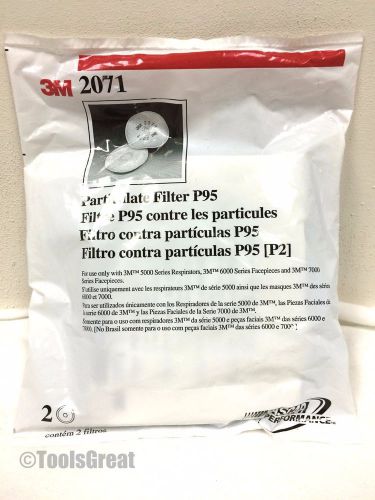 3M 2071
Particulate Filter P95
Filtre P95 contre les particules
Filtro contra partículas P95
Filtro contra partículas P95 [P2]
For use only with 3M™ 5000 Series Respirators, 3M™ 6000 Series Facepieces and 3M™ 7000
Series Facepieces.
S'utilise uniquement avec les respirateurs 3M™ de série 5000 ainsi que les masques 3M™ des séries
6000 et 7000.
Para ser utilizados únicamente con los Respiradores de la serie 5000 de 3M™, las Piezas Faciales de
la serie 6000 de 3M™ y las Piezas Faciales de la Serie 7000 de 3M™.
Somente para o uso com respiradores 3M™ da série 5000 e peças faciais 3M™ das séries 6000 e
7000. [No Brasil somente para o uso com peças faciais 3M™ das séries 6000 e 7000]
2
contém 2 filtros
NASCAR
PERFORMANCE
©ToolsGreat